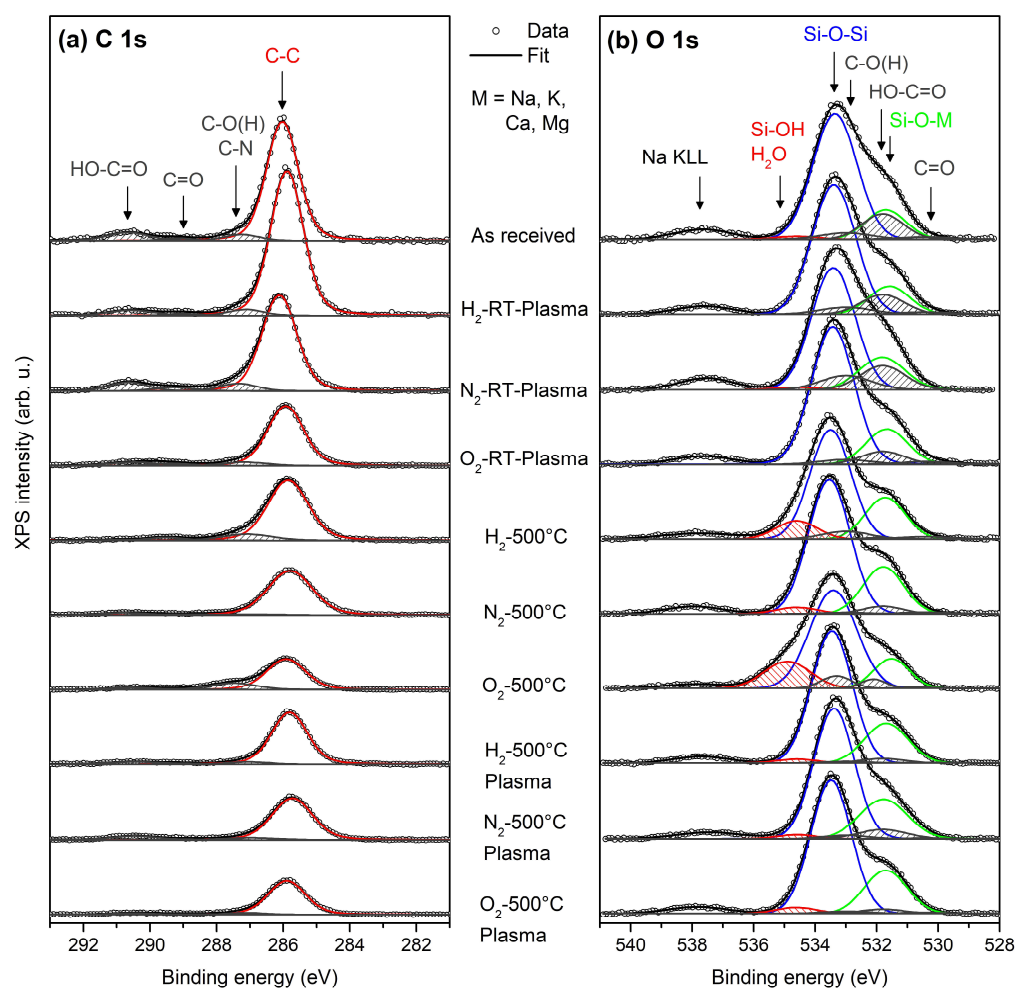 (a) C 1s
C-C
C-O(H)
C-N
HO-C=O
C=O
Data
Fit
M = Na, K,
Ca, Mg
(b) O 1s
Si-O-Si
C-O(H)
HO-C=O
Si-O-M
Si-OH
H₂O
Na KLL
C=O
XPS intensity (arb. u.)
As received
H₂-RT-Plasma
N₂-RT-Plasma
O₂-RT-Plasma
H₂-500°C
N₂-500°C
O₂-500°C
H₂-500°C
Plasma
N₂-500°C
Plasma
O₂-500°C
Plasma
292 290 288 286 284 282
Binding energy (eV)
540 538 536 534 532 530 528
Binding energy (eV)